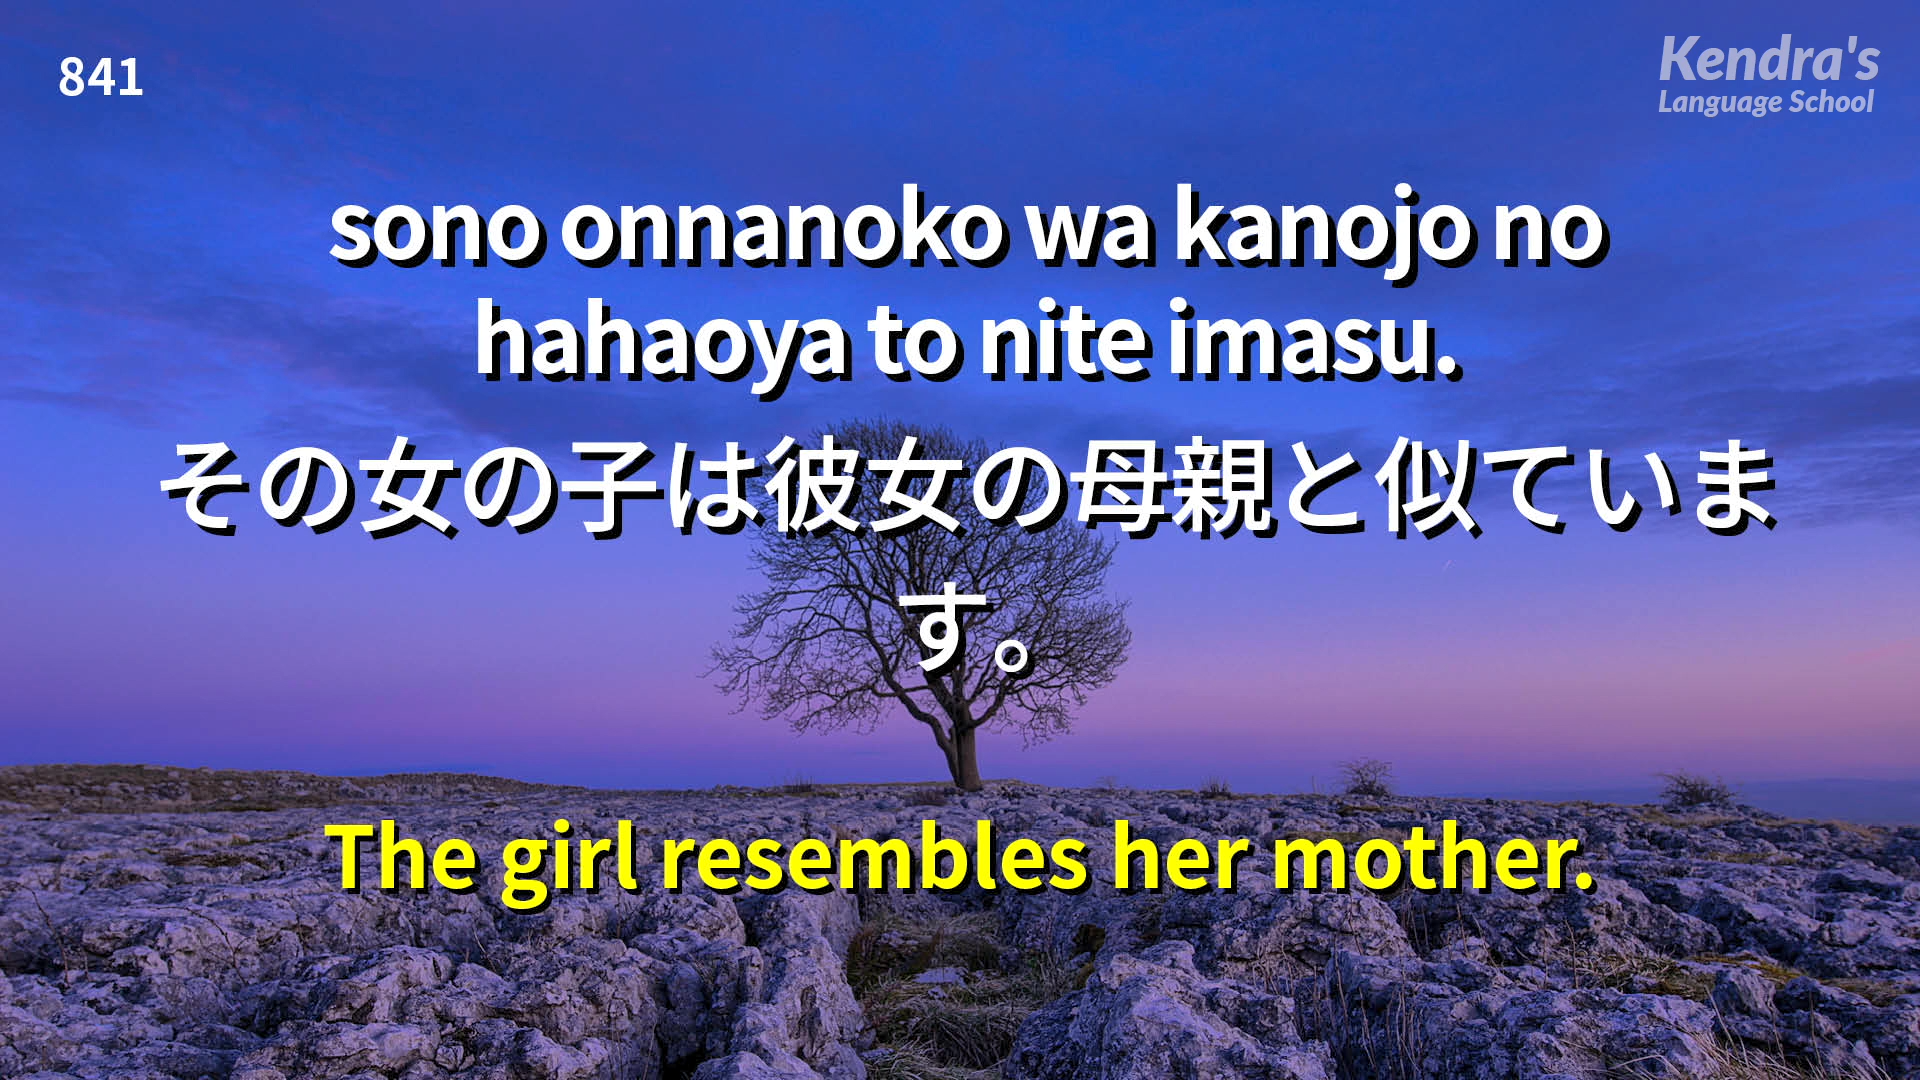 841
Kendra's
Language School
sono onnanoko wa kanojo no
hahaoya to nite imasu.
その女の子は彼女の母親と似ていま
す。
The girl resembles her mother.